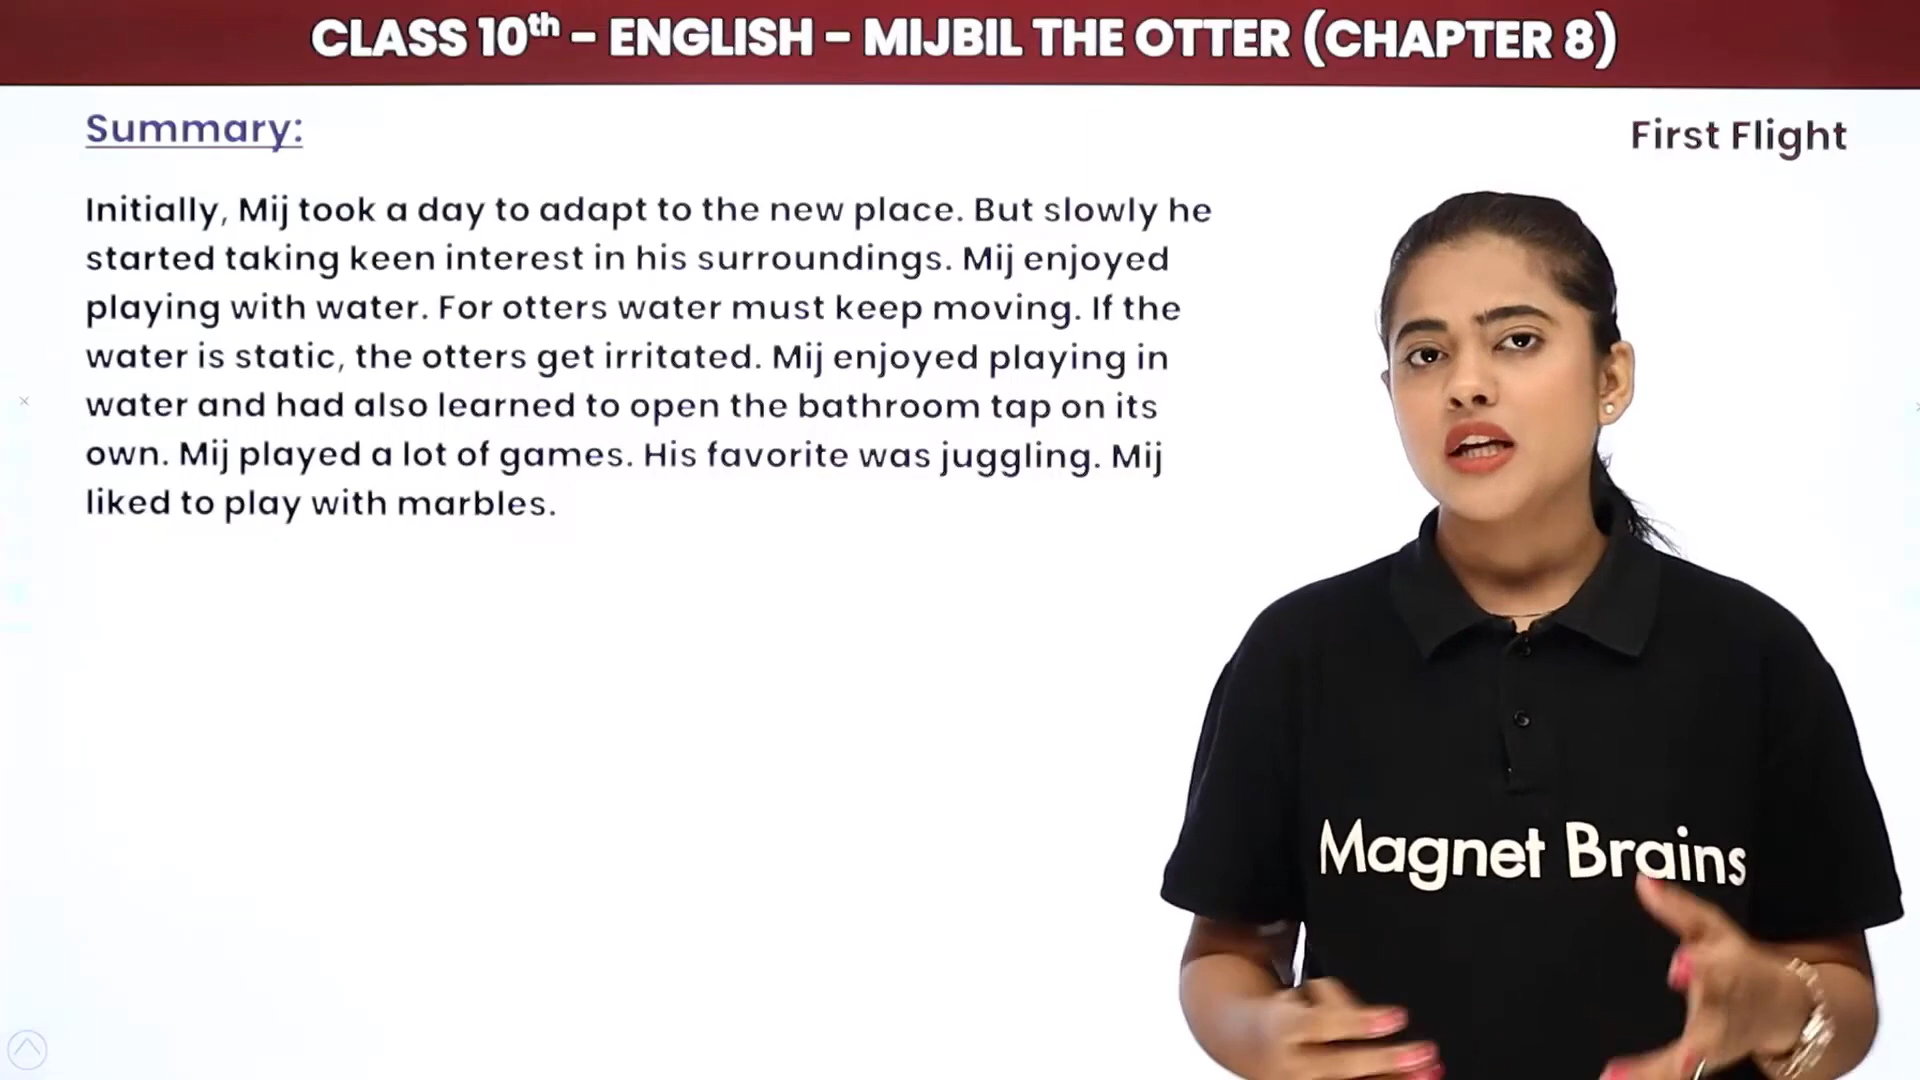 CLASS 10th - ENGLISH - MIJBIL THE OTTER (CHAPTER 8)
Summary:
First Flight
Initially, Mij took a day to adapt to the new place. But slowly he
started taking keen interest in his surroundings. Mij enjoyed
playing with water. For otters water must keep moving. If the
water is static, the otters get irritated. Mij enjoyed playing in
water and had also learned to open the bathroom tap on its
own. Mij played a lot of games. His favorite was juggling. Mij
liked to play with marbles.
Magnet Brains